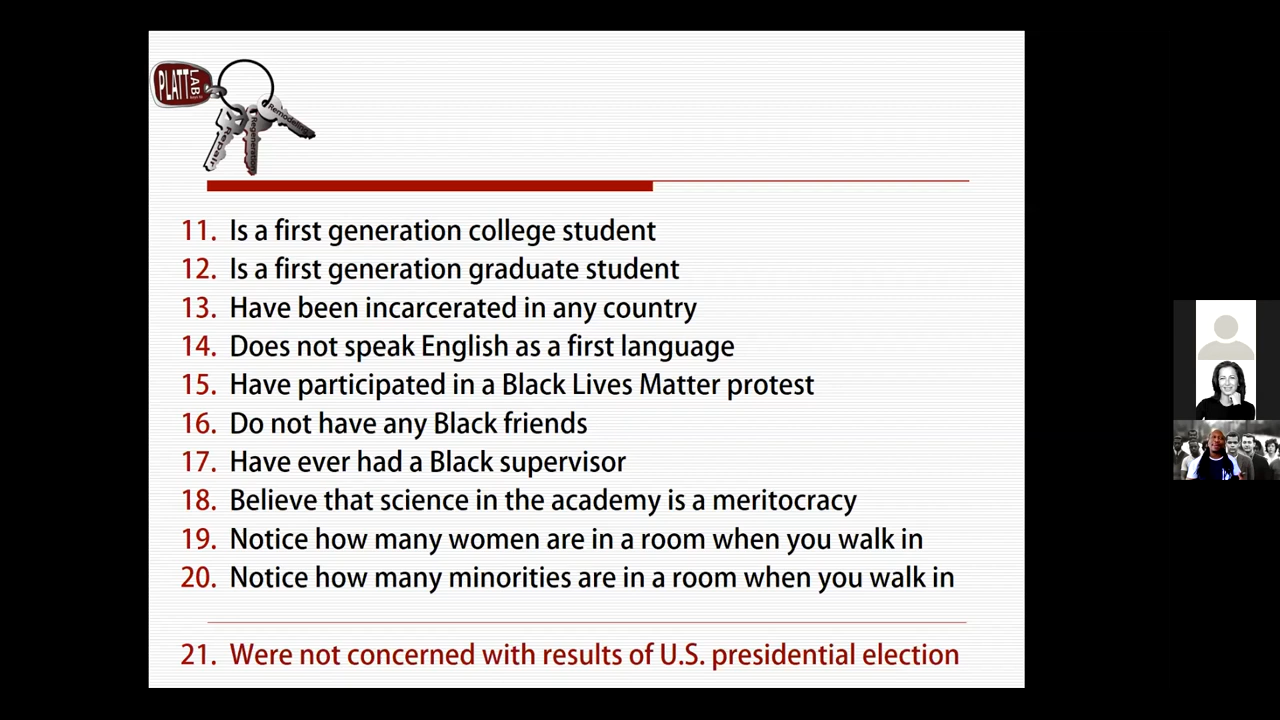 PLATT
LAB
Repair
Regeneration
11. Is a first generation college student
12. Is a first generation graduate student
13. Have been incarcerated in any country
14. Does not speak English as a first language
15. Have participated in a Black Lives Matter protest
16. Do not have any Black friends
17. Have ever had a Black supervisor
18. Believe that science in the academy is a meritocracy
19. Notice how many women are in a room when you walk in
20. Notice how many minorities are in a room when you walk in
21. Were not concerned with results of U.S. presidential election